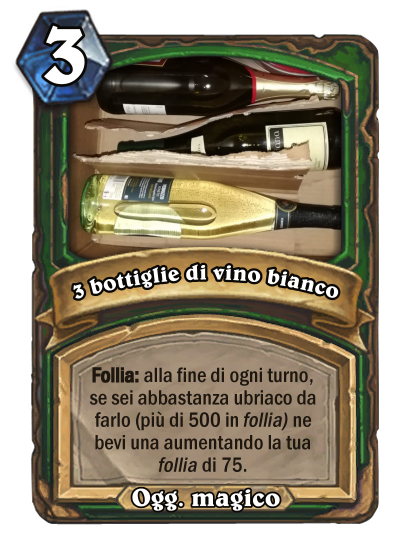 3
3 bottiglie di vino bianco
Follia: alla fine di ogni turno,
se sei abbastanza ubriaco da
farlo (più di 500 in follia) ne
bevi una aumentando la tua
follia di 75.
Ogg. magico